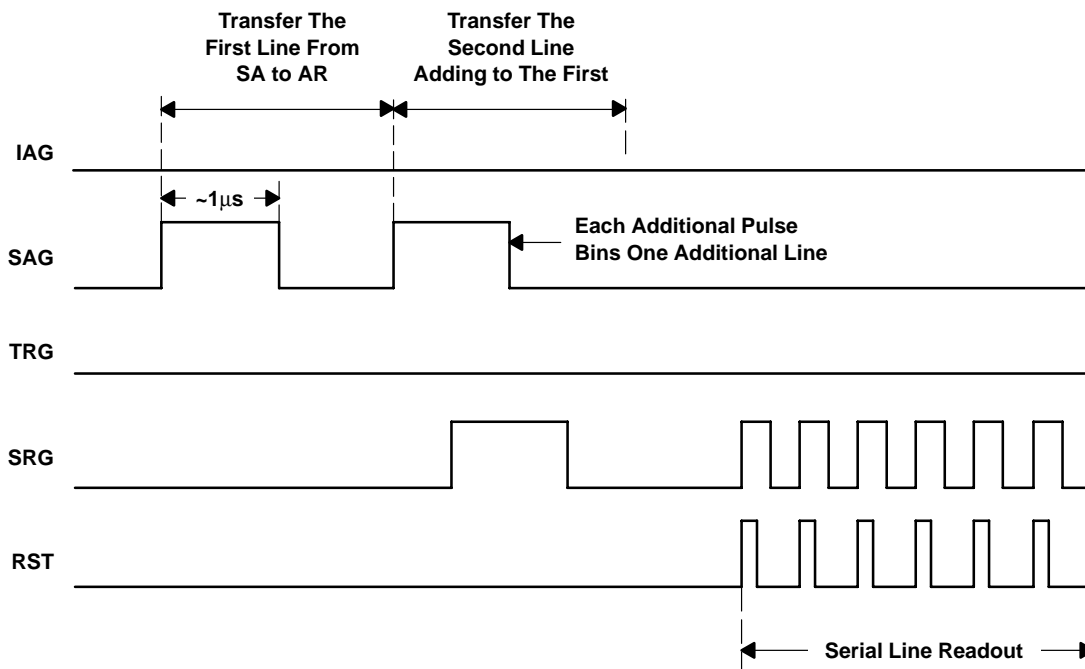 Transfer The
First Line From
SA to AR
Transfer The
Second Line
Adding to The First
IAG
~1μs
SAG
Each Additional Pulse
Bins One Additional Line
TRG
SRG
RST
Serial Line Readout